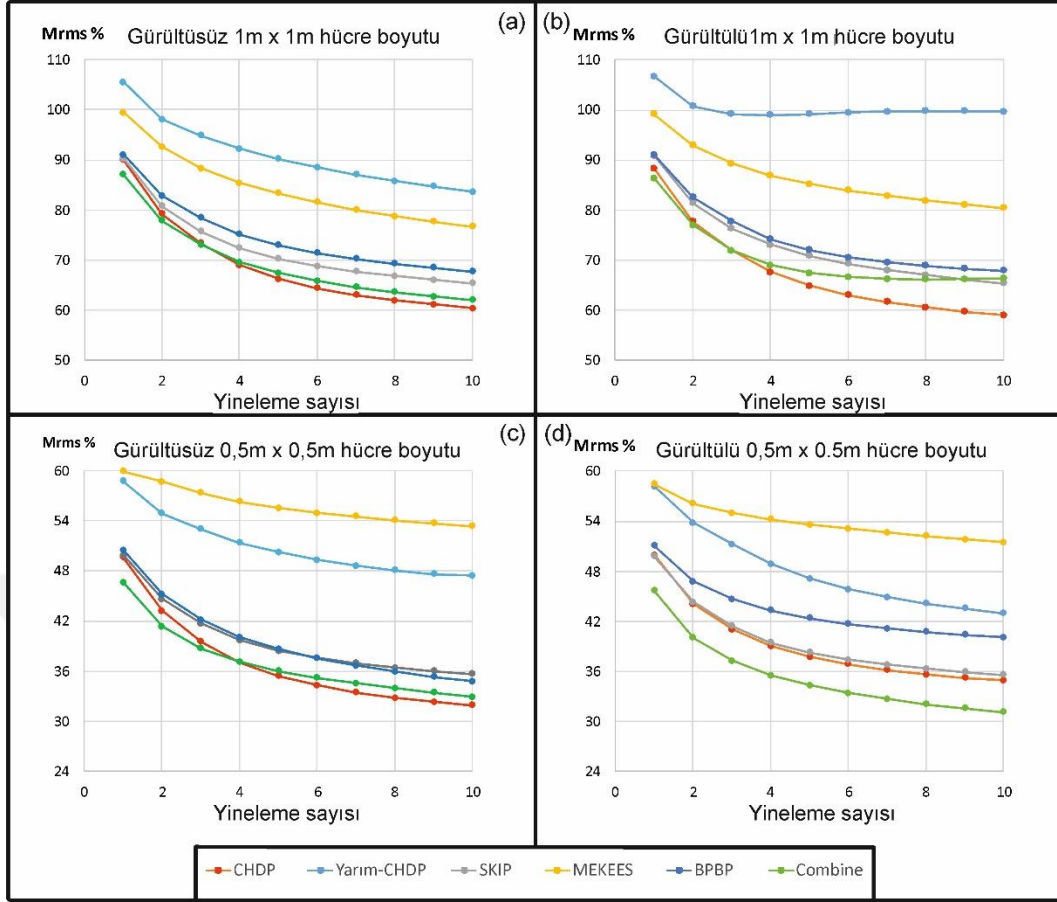 (a)
Mrms %
Gürültüsüz 1m x 1m hücre boyutu
110
100
90
80
70
60
50
0 2 4 6 8 10
Yineleme sayısı
(b)
Mrms %
Gürültülü1m x 1m hücre boyutu
110
100
90
80
70
60
50
0 2 4 6 8 10
Yineleme sayısı
(c)
Mrms %
Gürültüsüz 0,5m x 0,5m hücre boyutu
60
54
48
42
36
30
24
0 2 4 6 8 10
Yineleme sayısı
(d)
Mrms %
Gürültülü 0,5m x 0.5m hücre boyutu
60
54
48
42
36
30
24
0 2 4 6 8 10
Yineleme sayısı
CHDP Yarım-CHDP SKIP MEKEES BPBP Combine